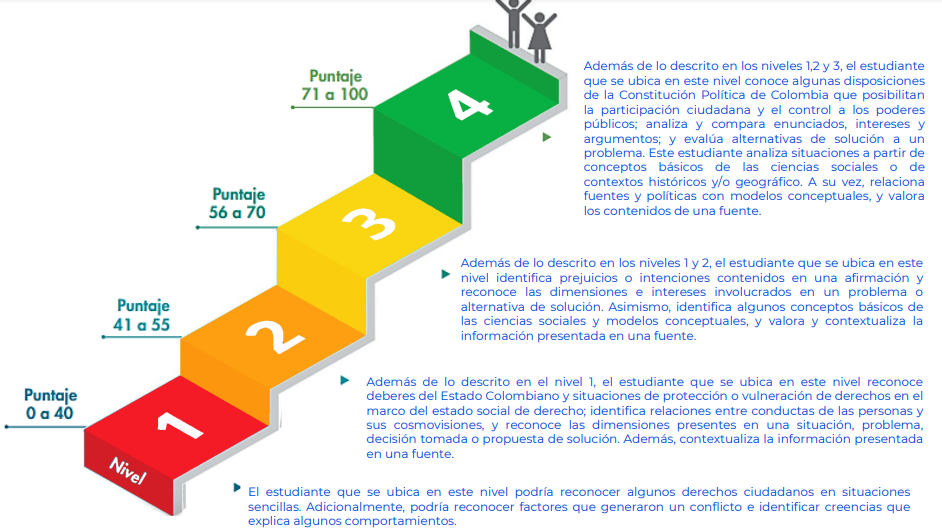 Puntaje
71 a 100
4
Además de lo descrito en los niveles 1,2 y 3, el estudiante
que se ubica en este nivel conoce algunas disposiciones
de la Constitución Política de Colombia que posibilitan
la participación ciudadana y el control a los poderes
públicos; analiza y compara enunciados, intereses y
argumentos; y evalúa alternativas de solución a un
problema. Este estudiante analiza situaciones a partir de
conceptos básicos de las ciencias sociales o de
contextos históricos y/o geográfico. A su vez, relaciona
fuentes y políticas con modelos conceptuales, y valora
los contenidos de una fuente.
Puntaje
56 a 70
3
Además de lo descrito en los niveles 1 y 2, el estudiante que se ubica en este
nivel identifica prejuicios o intenciones contenidos en una afirmación y
reconoce las dimensiones e intereses involucrados en un problema o
alternativa de solución. Asimismo, identifica algunos conceptos básicos de
las ciencias sociales y modelos conceptuales, y valora y contextualiza la
información presentada en una fuente.
Puntaje
41 a 55
2
Además de lo descrito en el nivel 1, el estudiante que se ubica en este nivel reconoce
deberes del Estado Colombiano y situaciones de protección o vulneración de derechos en el
marco del estado social de derecho; identifica relaciones entre conductas de las personas y
sus cosmovisiones, y reconoce las dimensiones presentes en una situación, problema,
decisión tomada o propuesta de solución. Además, contextualiza la información presentada
en una fuente.
Puntaje
0 a 40
1
Nivel
El estudiante que se ubica en este nivel podría reconocer algunos derechos ciudadanos en situaciones
sencillas. Adicionalmente, podría reconocer factores que generaron un conflicto e identificar creencias que
explica algunos comportamientos.